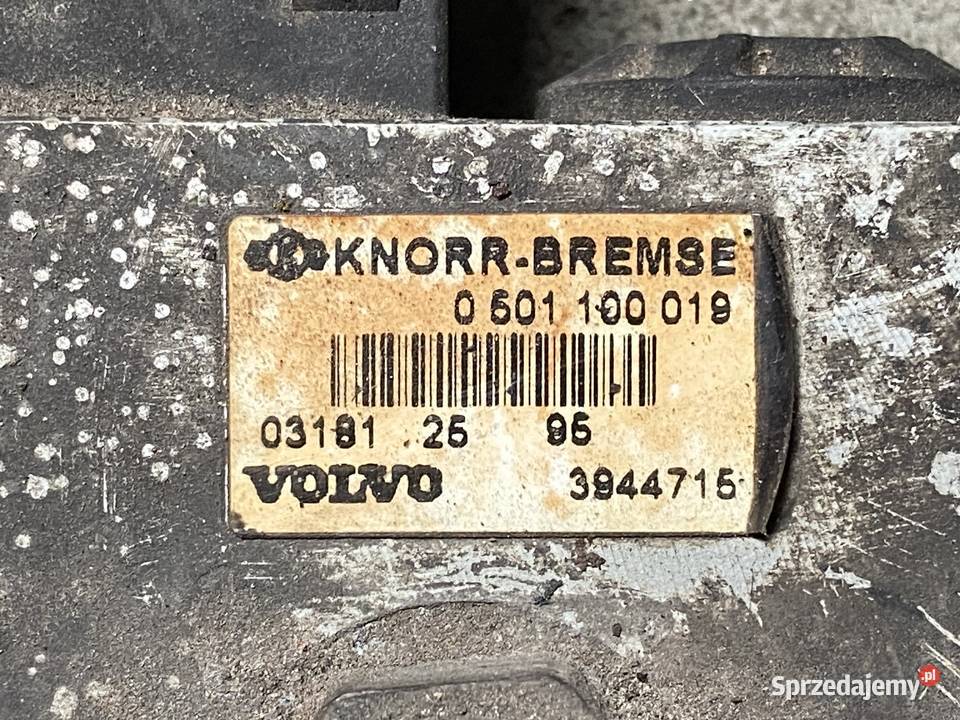 KNORR-BREMSE
0 501 100 019
03181 .25 95
VOLVO 3944715
Sprzedajemy.pl